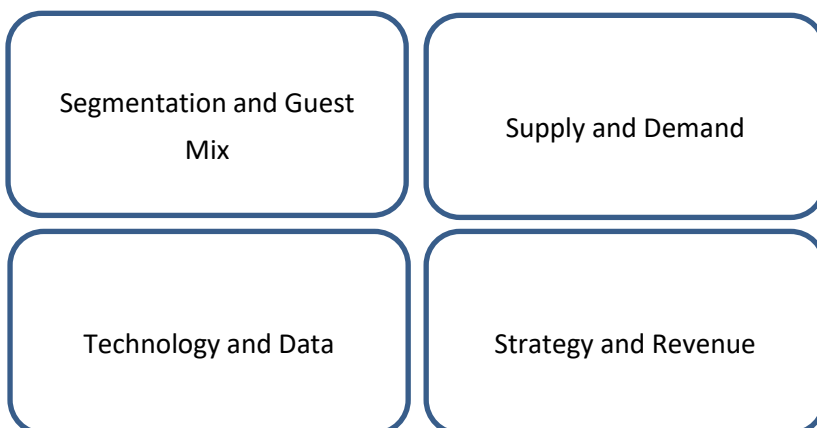 Segmentation and Guest
Mix
Supply and Demand
Technology and Data
Strategy and Revenue